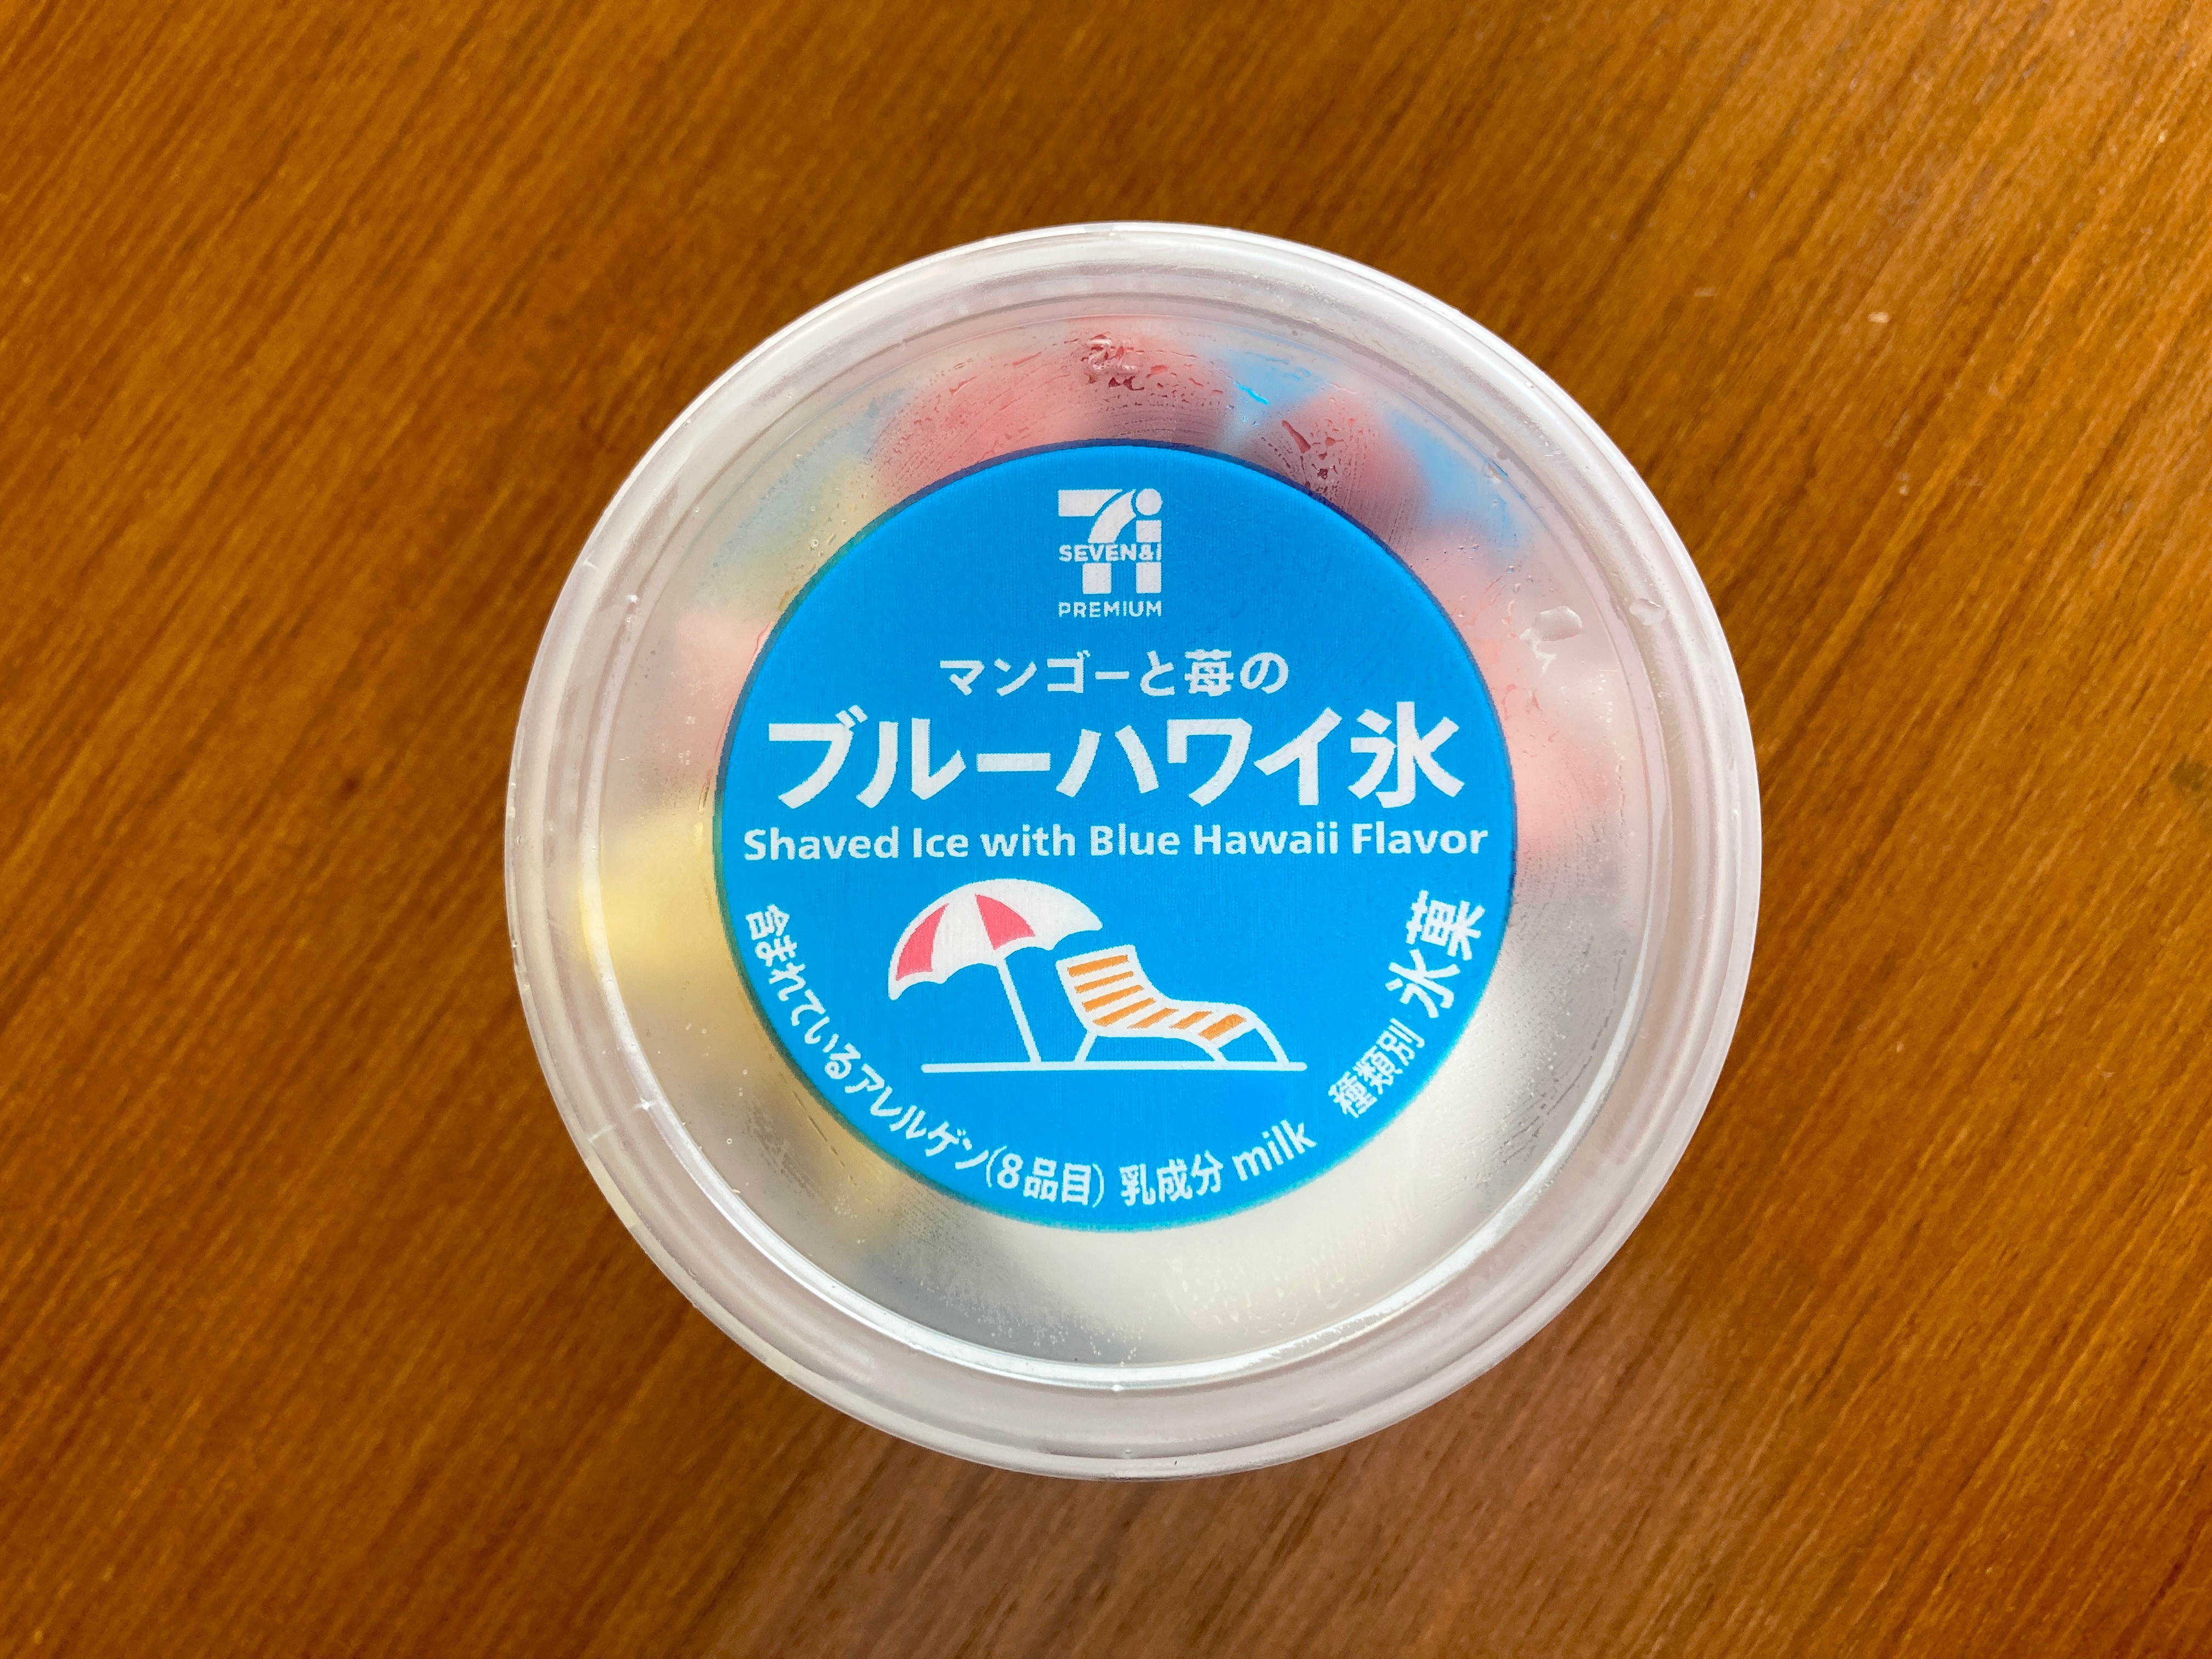 SEVEN&i
PREMIUM
マンゴーと苺の
ブルーハワイ氷
Shaved Ice with Blue Hawaii Flavor
含まれているアレルゲン(8品目) 乳成分 milk
種類別 氷菓